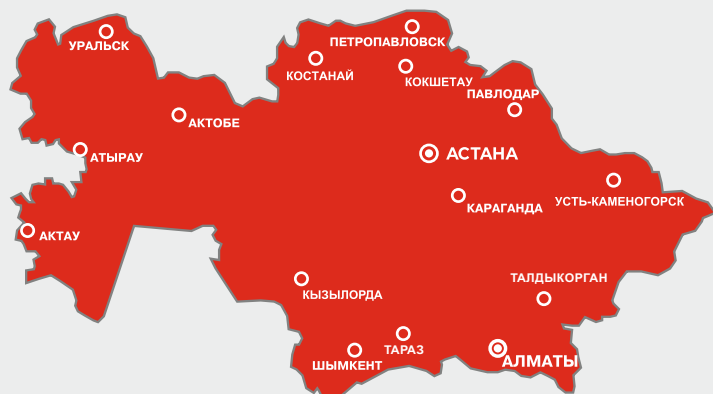 УРАЛЬСК
ПЕТРОПАВЛОВСК
КОСТАНАЙ
КОКШЕТАУ
ПАВЛОДАР
АКТОБЕ
АТЫРАУ
АСТАНА
УСТЬ-КАМЕНОГОРСК
КАРАГАНДА
АКТАУ
ТАЛДЫКОРГАН
КЫЗЫЛОРДА
ТАРАЗ
АЛМАТЫ
ШЫМКЕНТ